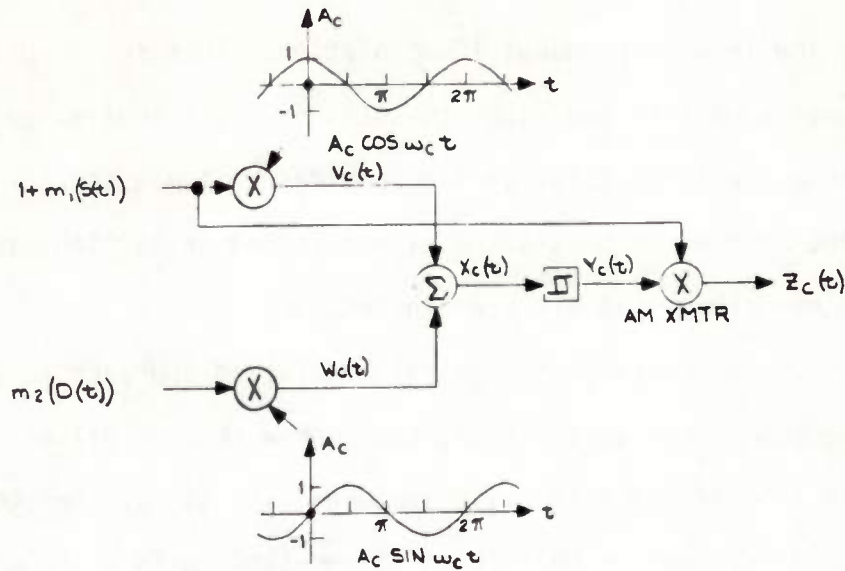 A_C
1
π
2π
t
-1
A_C COS ω_C t
1 + m_1(S(t))
X
V_C(t)
Σ
X_C(t)
Y_C(t)
X
Z_C(t)
AM XMTR
m_2(D(t))
X
W_C(t)
A_C
1
π
2π
t
-1
A_C SIN ω_C t